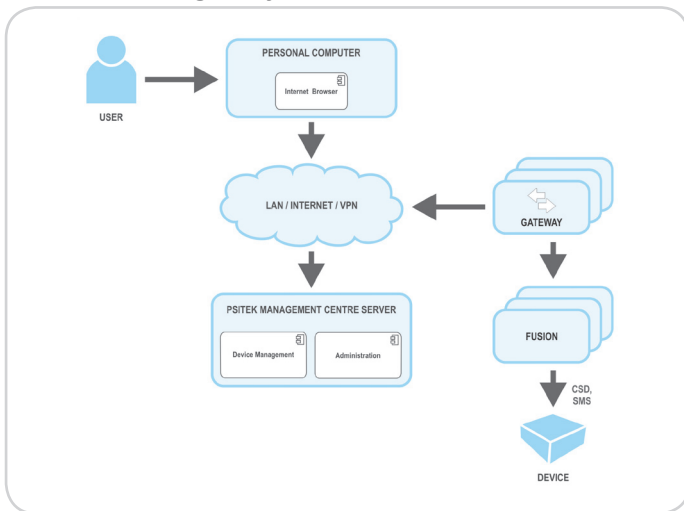 PERSONAL COMPUTER
Internet Browser
USER
LAN / INTERNET / VPN
GATEWAY
PSITEK MANAGEMENT CENTRE SERVER
Device Management
Administration
FUSION
CSD,
SMS
DEVICE